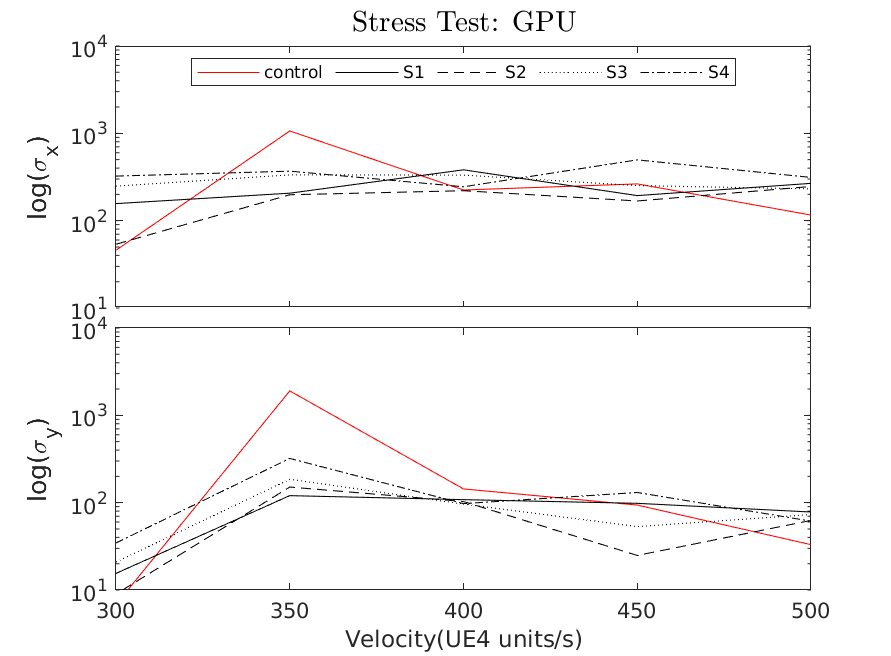 Stress Test: GPU
10^4
control S1 S2 S3 S4
10^3
log(σ_x)
10^2
10^1
10^4
10^3
log(σ_y)
10^2
10^1
300 350 400 450 500
Velocity(UE4 units/s)